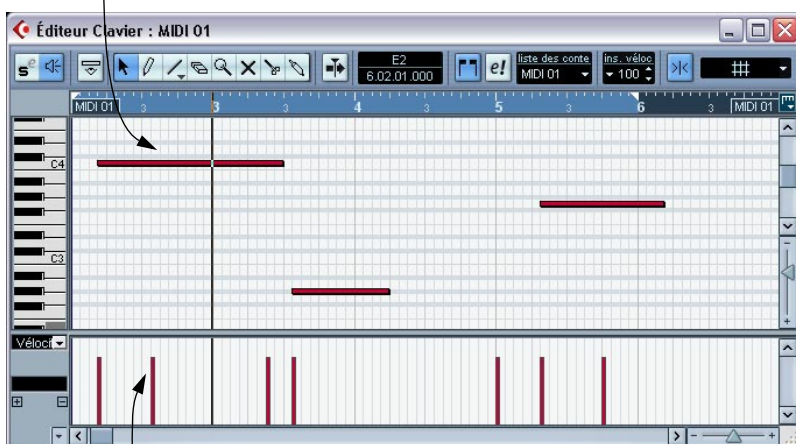 Éditeur Clavier : MIDI 01
E2
6.02.01.000
e!
liste des conte
MIDI 01
ins. véloc
100
MIDI 01 3 3 3 4 3 5 3 6 3 MIDI 01
C4
C3
Véloci